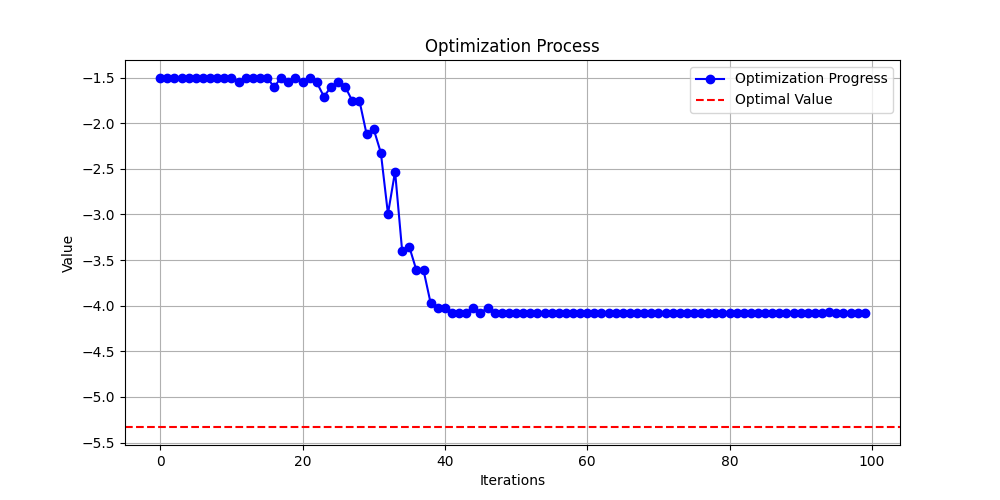 Optimization Process
Optimization Progress
Optimal Value
Value
−1.5
−2.0
−2.5
−3.0
−3.5
−4.0
−4.5
−5.0
−5.5
0 20 40 60 80 100
Iterations